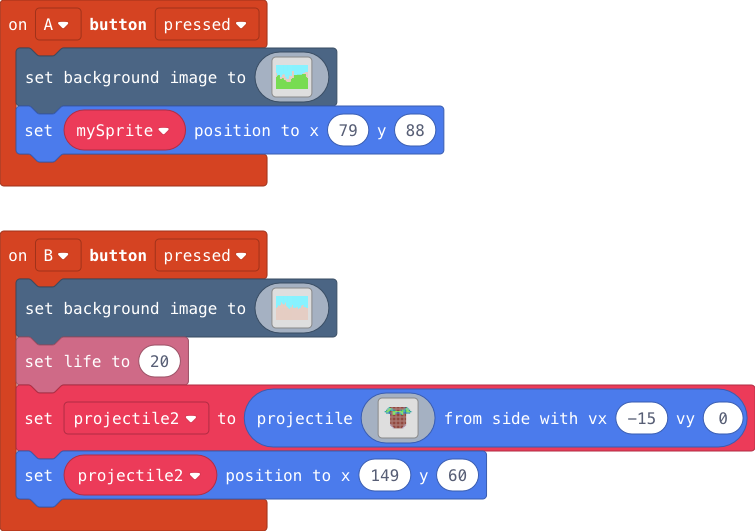 on A button pressed
set background image to
set mySprite position to x 79 y 88
on B button pressed
set background image to
set life to 20
set projectile2 to projectile from side with vx −15 vy 0
set projectile2 position to x 149 y 60